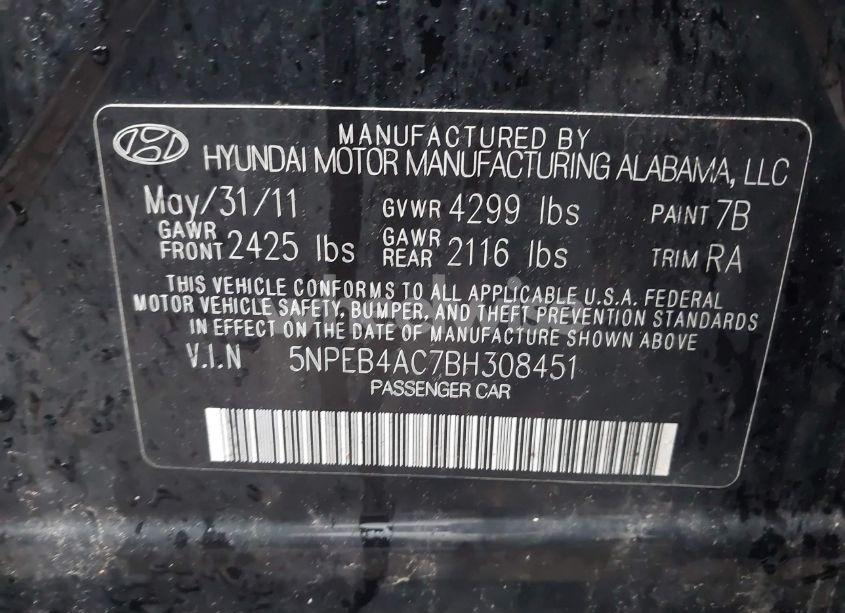 MANUFACTURED BY
HYUNDAI MOTOR MANUFACTURING ALABAMA, LLC
May/31/11 GVWR 4299 lbs PAINT 7B
GAWR FRONT 2425 lbs GAWR REAR 2116 lbs TRIM RA
THIS VEHICLE CONFORMS TO ALL APPLICABLE U.S.A. FEDERAL
MOTOR VEHICLE SAFETY, BUMPER, AND THEFT PREVENTION STANDARDS
IN EFFECT ON THE DATE OF MANUFACTURE SHOWN ABOVE
V.I.N 5NPEB4AC7BH308451
PASSENGER CAR